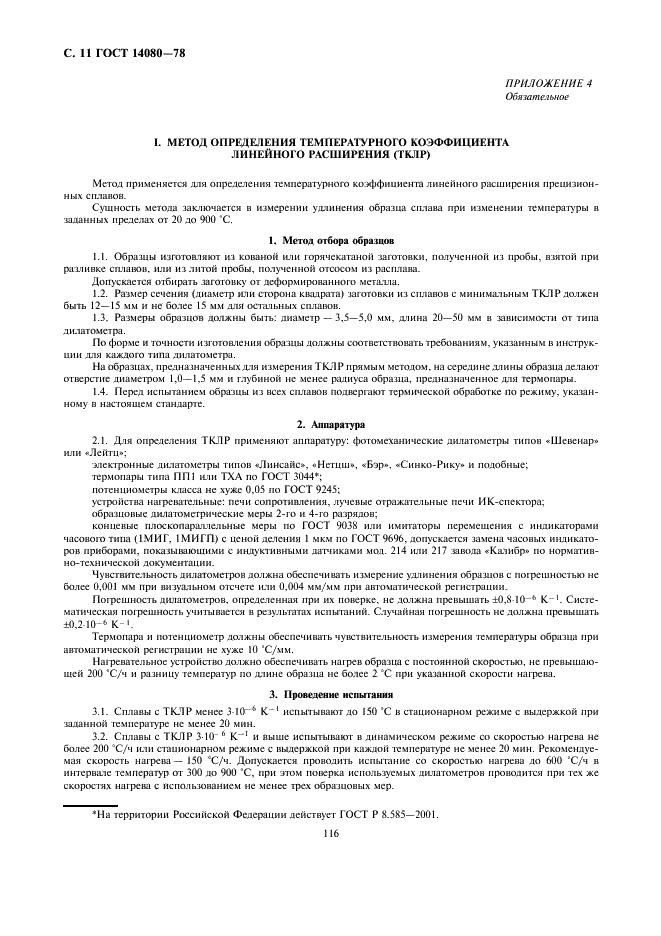 С. 11 ГОСТ 14080—78
ПРИЛОЖЕНИЕ 4
Обязательное
I. МЕТОД ОПРЕДЕЛЕНИЯ ТЕМПЕРАТУРНОГО КОЭФФИЦИЕНТА
ЛИНЕЙНОГО РАСШИРЕНИЯ (ТКЛР)
Метод применяется для определения температурного коэффициента линейного расширения прецизион-
ных сплавов.
Сущность метода заключается в измерении удлинения образца сплава при изменении температуры в
заданных пределах от 20 до 900 °С.
1. Метод отбора образцов
1.1. Образцы изготовляют из кованой или горячекатаной заготовки, полученной из пробы, взятой при
разливке сплавов, или из литой пробы, полученной отсосом из расплава.
Допускается отбирать заготовку от деформированного металла.
1.2. Размер сечения (диаметр или сторона квадрата) заготовки из сплавов с минимальным ТКЛР должен
быть 12—15 мм и не более 15 мм для остальных сплавов.
1.3. Размеры образцов должны быть: диаметр — 3,5—5,0 мм, длина 20—50 мм в зависимости от типа
дилатометра.
По форме и точности изготовления образцы должны соответствовать требованиям, указанным в инструк-
ции для каждого типа дилатометра.
На образцах, предназначенных для измерения ТКЛР прямым методом, на середине длины образца делают
отверстие диаметром 1,0—1,5 мм и глубиной не менее радиуса образца, предназначенное для термопары.
1.4. Перед испытанием образцы из всех сплавов подвергают термической обработке по режиму, указан-
ному в настоящем стандарте.
2. Аппаратура
2.1. Для определения ТКЛР применяют аппаратуру: фотомеханические дилатометры типов «Шевенар»
или «Лейтц»;
электронные дилатометры типов «Линсайс», «Нетцш», «Бэр», «Синко-Рику» и подобные;
термопары типа ПП1 или ТХА по ГОСТ 3044*;
потенциометры класса не хуже 0,05 по ГОСТ 9245;
устройства нагревательные: печи сопротивления, лучевые отражательные печи ИК-спектра;
образцовые дилатометрические меры 2-го и 4-го разрядов;
концевые плоскопараллельные меры по ГОСТ 9038 или имитаторы перемещения с индикаторами
часового типа (1МИГ, 1МИГП) с ценой деления 1 мкм по ГОСТ 9696, допускается замена часовых индикато-
ров приборами, показывающими с индуктивными датчиками мод. 214 или 217 завода «Калибр» по норматив-
но-технической документации.
Чувствительность дилатометров должна обеспечивать измерение удлинения образцов с погрешностью не
более 0,001 мм при визуальном отсчете или 0,004 мм/мм при автоматической регистрации.
Погрешность дилатометров, определенная при их поверке, не должна превышать ±0,8·10⁻⁶ К⁻¹. Систе-
матическая погрешность учитывается в результатах испытаний. Случайная погрешность не должна превышать
±0,2·10⁻⁶ К⁻¹.
Термопара и потенциометр должны обеспечивать чувствительность измерения температуры образца при
автоматической регистрации не хуже 10 °С/мм.
Нагревательное устройство должно обеспечивать нагрев образца с постоянной скоростью, не превышаю-
щей 200 °С/ч и разницу температур по длине образца не более 2 °С при указанной скорости нагрева.
3. Проведение испытания
3.1. Сплавы с ТКЛР менее 3·10⁻⁶ К⁻¹ испытывают до 150 °С в стационарном режиме с выдержкой при
заданной температуре не менее 20 мин.
3.2. Сплавы с ТКЛР 3·10⁻⁶ К⁻¹ и выше испытывают в динамическом режиме со скоростью нагрева не
более 200 °С/ч или стационарном режиме с выдержкой при каждой температуре не менее 20 мин. Рекомендуе-
мая скорость нагрева — 150 °С/ч. Допускается проводить испытание со скоростью нагрева до 600 °С/ч в
интервале температур от 300 до 900 °С, при этом поверка используемых дилатометров проводится при тех же
скоростях нагрева с использованием не менее трех образцовых мер.
*На территории Российской Федерации действует ГОСТ Р 8.585—2001.
116